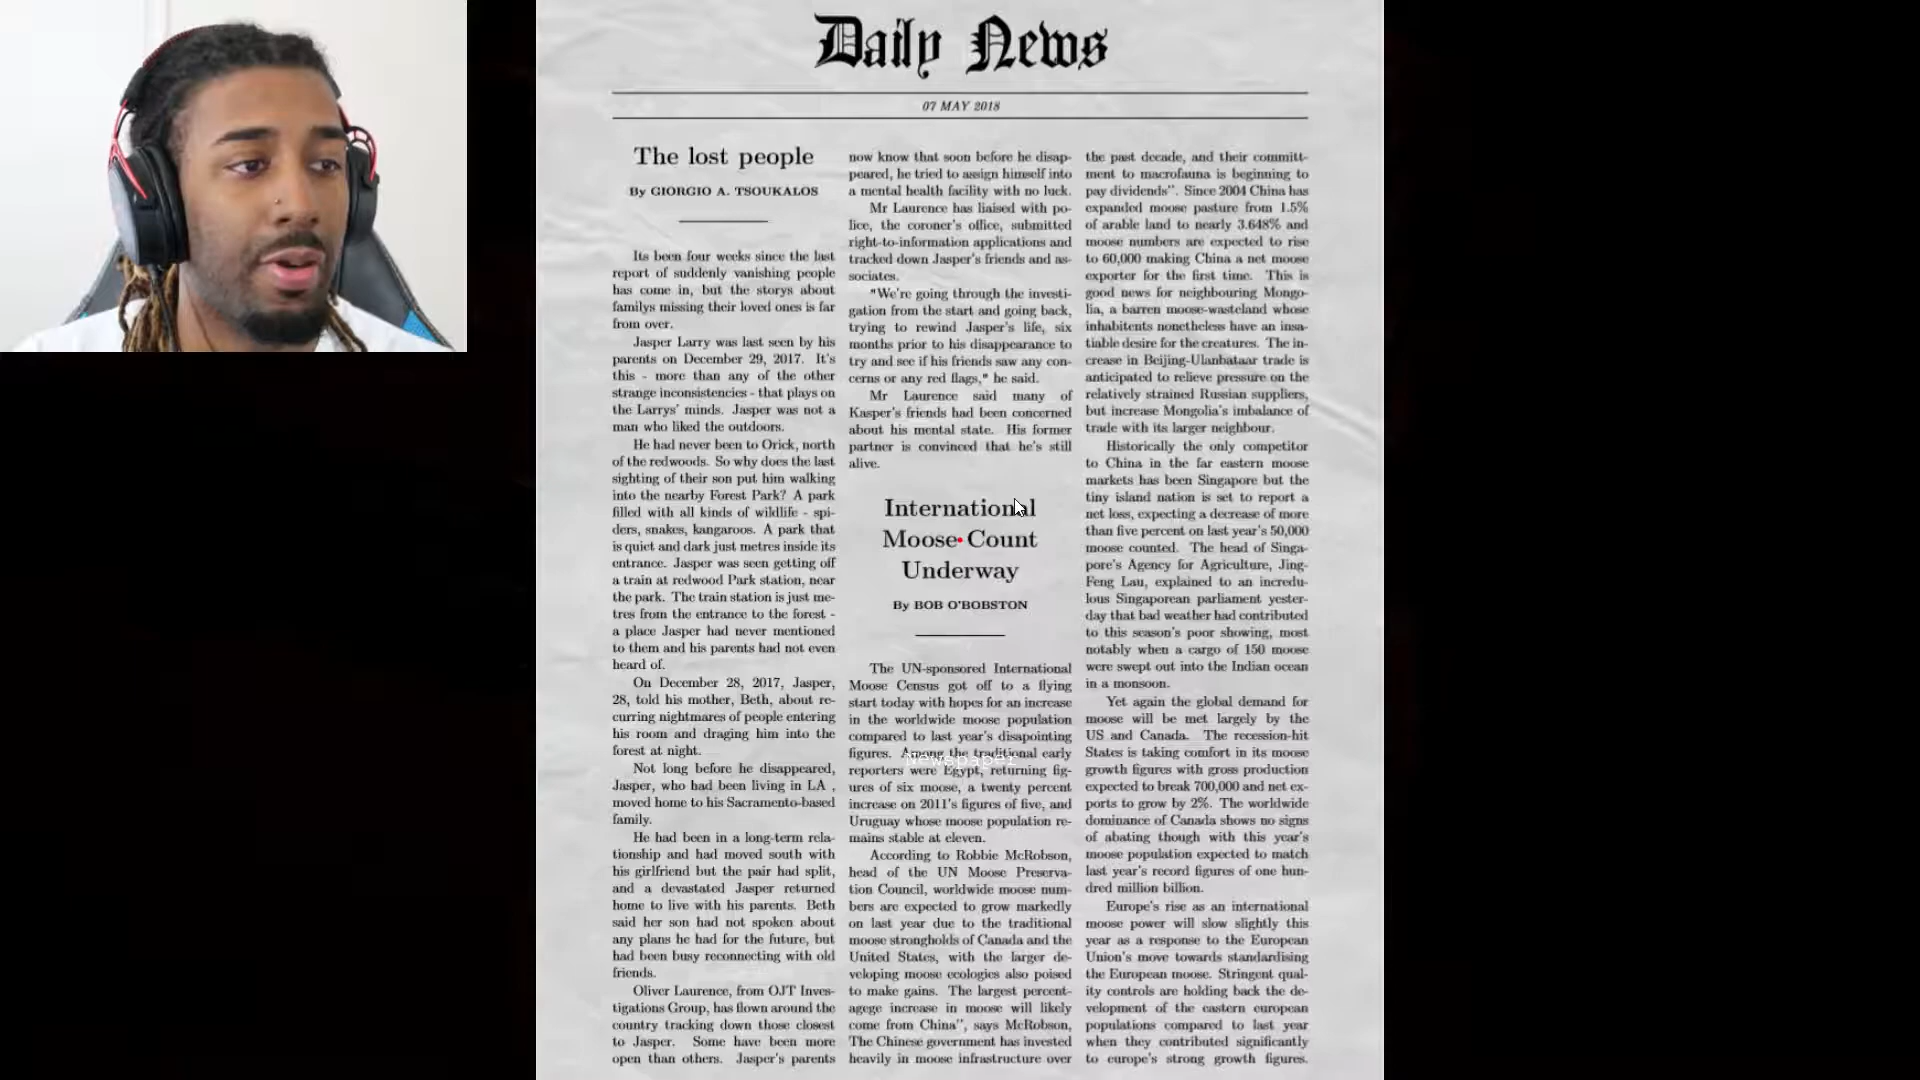 Daily News
07 MAY 2018
The lost people
By GIORGIO A. TSOUKALOS
Its been four weeks since the last
report of suddenly vanishing people
has come in, but the storys about
familys missing their loved ones is far
from over.
Jasper Larry was last seen by his
parents on December 29, 2017. It's
this - more than any of the other
strange inconsistencies - that plays on
the Larrys' minds. Jasper was not a
man who liked the outdoors.
He had never been to Orick, north
of the redwoods. So why does the last
sighting of their son put him walking
into the nearby Forest Park? A park
filled with all kinds of wildlife - spi-
ders, snakes, kangaroos. A park that
is quiet and dark just metres inside its
entrance. Jasper was seen getting off
a train at redwood Park station, near
the park. The train station is just me-
tres from the entrance to the forest -
a place Jasper had never mentioned
to them and his parents had not even
heard of.
On December 28, 2017, Jasper,
28, told his mother, Beth, about re-
curring nightmares of people entering
his room and draging him into the
forest at night.
Not long before he disappeared,
Jasper, who had been living in LA ,
moved home to his Sacramento-based
family.
He had been in a long-term rela-
tionship and had moved south with
his girlfriend but the pair had split,
and a devastated Jasper returned
home to live with his parents. Beth
said her son had not spoken about
any plans he had for the future, but
had been busy reconnecting with old
friends.
Oliver Laurence, from OJT Inves-
tigations Group, has flown around the
country tracking down those closest
to Jasper. Some have been more
open than others. Jasper's parents
now know that soon before he disap-
peared, he tried to assign himself into
a mental health facility with no luck.
Mr Laurence has liaised with po-
lice, the coroner's office, submitted
right-to-information applications and
tracked down Jasper's friends and as-
sociates.
"We're going through the investi-
gation from the start and going back,
trying to rewind Jasper's life, six
months prior to his disappearance to
try and see if his friends saw any con-
cerns or any red flags," he said.
Mr Laurence said many of
Kasper's friends had been concerned
about his mental state. His former
partner is convinced that he's still
alive.
International
Moose Count
Underway
By BOB O'BOBSTON
The UN-sponsored International
Moose Census got off to a flying
start today with hopes for an increase
in the worldwide moose population
compared to last year's disapointing
figures. Among the traditional early
Newspaper
reporters were Egypt, returning fig-
ures of six moose, a twenty percent
increase on 2011's figures of five, and
Uruguay whose moose population re-
mains stable at eleven.
According to Robbie McRobson,
head of the UN Moose Preserva-
tion Council, worldwide moose num-
bers are expected to grow markedly
on last year due to the traditional
moose strongholds of Canada and the
United States, with the larger de-
veloping moose ecologies also poised
to make gains. The largest percent-
agege increase in moose will likely
come from China", says McRobson,
The Chinese government has invested
heavily in moose infrastructure over
the past decade, and their committ-
ment to macrofauna is beginning to
pay dividends". Since 2004 China has
expanded moose pasture from 1.5%
of arable land to nearly 3.648% and
moose numbers are expected to rise
to 60,000 making China a net moose
exporter for the first time. This is
good news for neighbouring Mongo-
lia, a barren moose-wasteland whose
inhabitents nonetheless have an insa-
tiable desire for the creatures. The in-
crease in Beijing-Ulanbataar trade is
anticipated to relieve pressure on the
relatively strained Russian suppliers,
but increase Mongolia's imbalance of
trade with its larger neighbour.
Historically the only competitor
to China in the far eastern moose
markets has been Singapore but the
tiny island nation is set to report a
net loss, expecting a decrease of more
than five percent on last year's 50,000
moose counted. The head of Singa-
pore's Agency for Agriculture, Jing-
Feng Lau, explained to an incredu-
lous Singaporean parliament yester-
day that bad weather had contributed
to this season's poor showing, most
notably when a cargo of 150 moose
were swept out into the Indian ocean
in a monsoon.
Yet again the global demand for
moose will be met largely by the
US and Canada. The recession-hit
States is taking comfort in its moose
growth figures with gross production
expected to break 700,000 and net ex-
ports to grow by 2%. The worldwide
dominance of Canada shows no signs
of abating though with this year's
moose population expected to match
last year's record figures of one hun-
dred million billion.
Europe's rise as an international
moose power will slow slightly this
year as a response to the European
Union's move towards standardising
the European moose. Stringent qual-
ity controls are holding back the de-
velopment of the eastern european
populations compared to last year
when they contributed significantly
to europe's strong growth figures.